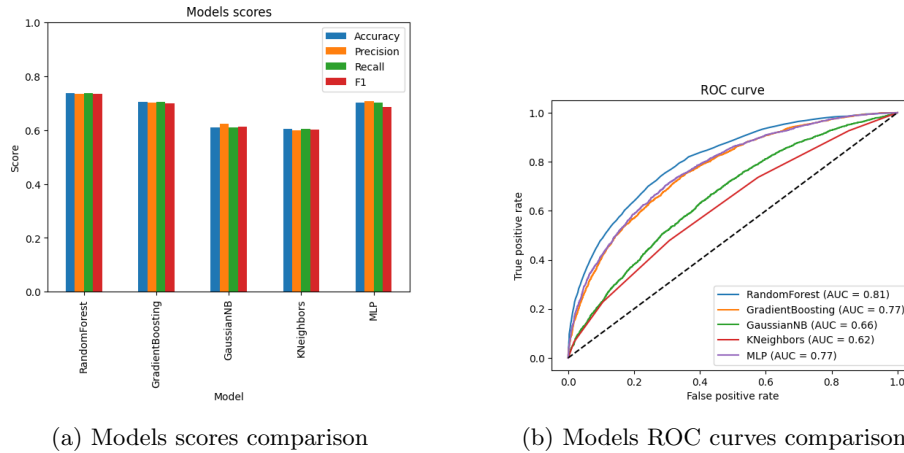 Models scores
1.0
0.8
0.6
0.4
0.2
0.0
Score
Accuracy
Precision
Recall
F1
RandomForest
GradientBoosting
GaussianNB
KNeighbors
MLP
Model
(a) Models scores comparison
ROC curve
1.0
0.8
0.6
0.4
0.2
0.0
True positive rate
RandomForest (AUC = 0.81)
GradientBoosting (AUC = 0.77)
GaussianNB (AUC = 0.66)
KNeighbors (AUC = 0.62)
MLP (AUC = 0.77)
0.0 0.2 0.4 0.6 0.8 1.0
False positive rate
(b) Models ROC curves comparison